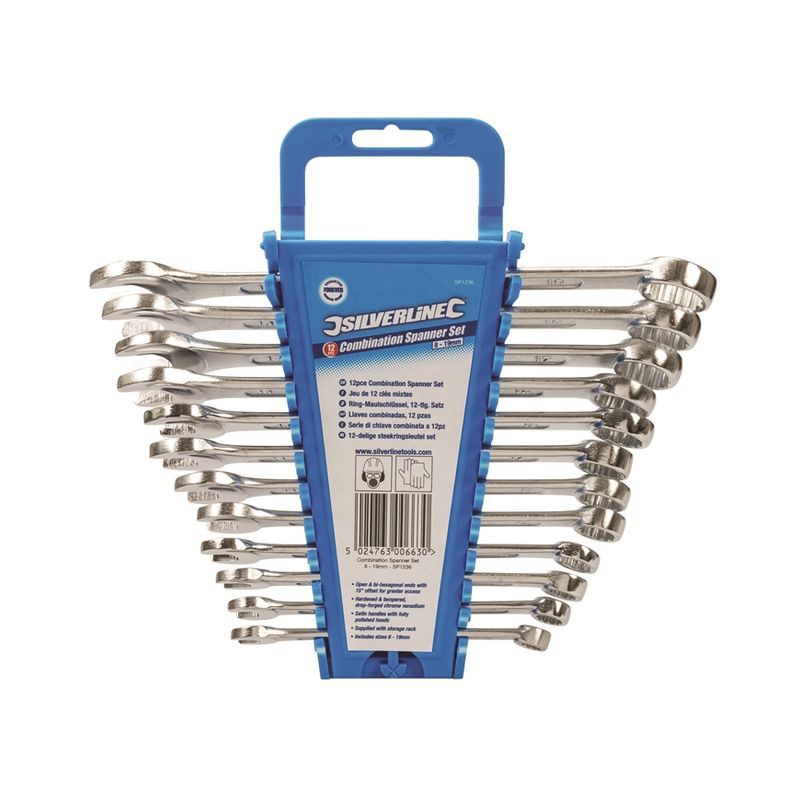 SP1236
GUARANTEED
FOREVER
SILVERLINE
12
PCE
Combination Spanner Set
8 - 19mm
12pce Combination Spanner Set
Jeu de 12 clés mixtes
Ring-Maulschlüssel, 12-tlg. Satz
Llaves combinadas, 12 pzas
Serie di chiave combinata a 12pz
12-delige steekringsleutel set
www.silverlinetools.com
5 024763 006630 >
Combination Spanner Set
8 - 19mm - SP1236
• Open & bi-hexagonal ends with
15° offset for greater access
• Hardened & tempered,
drop-forged chrome vanadium
• Satin handles with fully
polished heads
• Supplied with storage rack
• Includes sizes 8 - 19mm